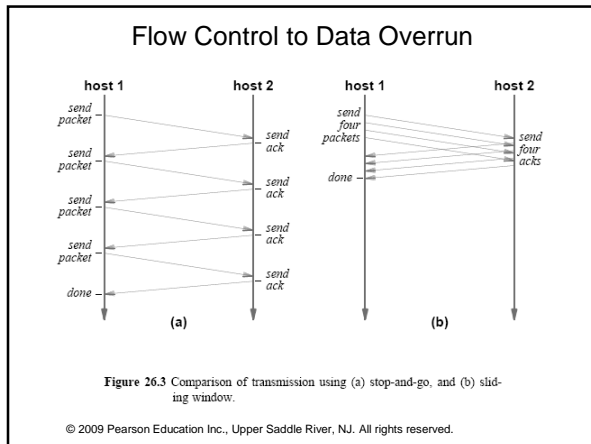 Flow Control to Data Overrun
host 1
host 2
send
packet
send
ack
send
packet
send
ack
send
packet
send
ack
send
packet
send
ack
done
(a)
host 1
host 2
send
four
packets
send
four
acks
done
(b)
Figure 26.3 Comparison of transmission using (a) stop-and-go, and (b) slid-
ing window.
© 2009 Pearson Education Inc., Upper Saddle River, NJ. All rights reserved.